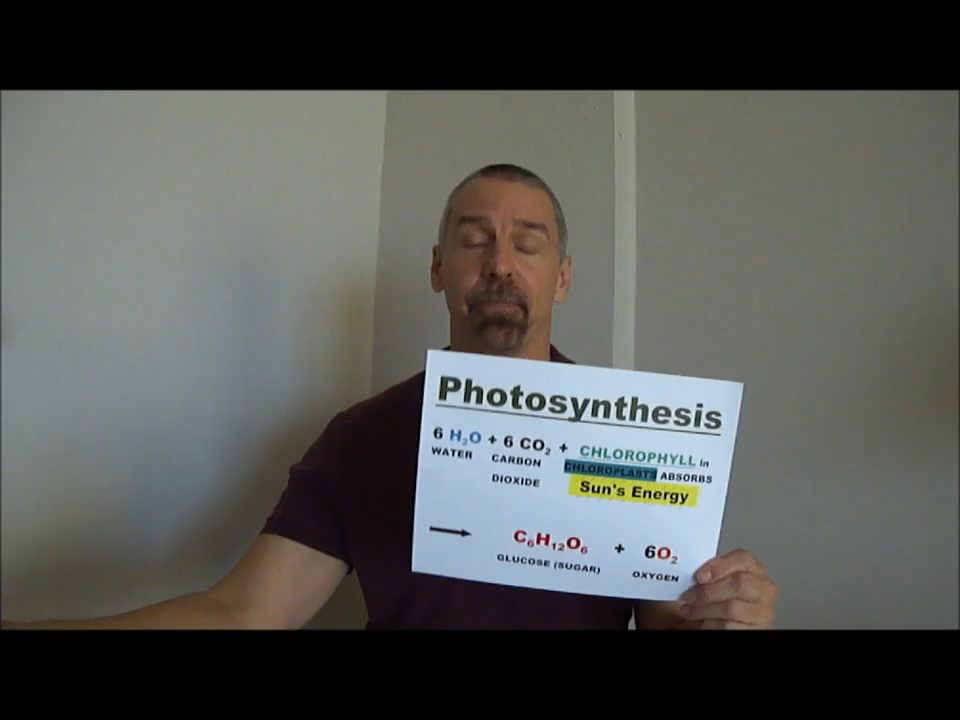 Photosynthesis
6 H₂O + 6 CO₂ + CHLOROPHYLL in
WATER CARBON DIOXIDE CHLOROPLASTS ABSORBS
Sun's Energy
→ C₆H₁₂O₆ + 6O₂
GLUCOSE (SUGAR) OXYGEN